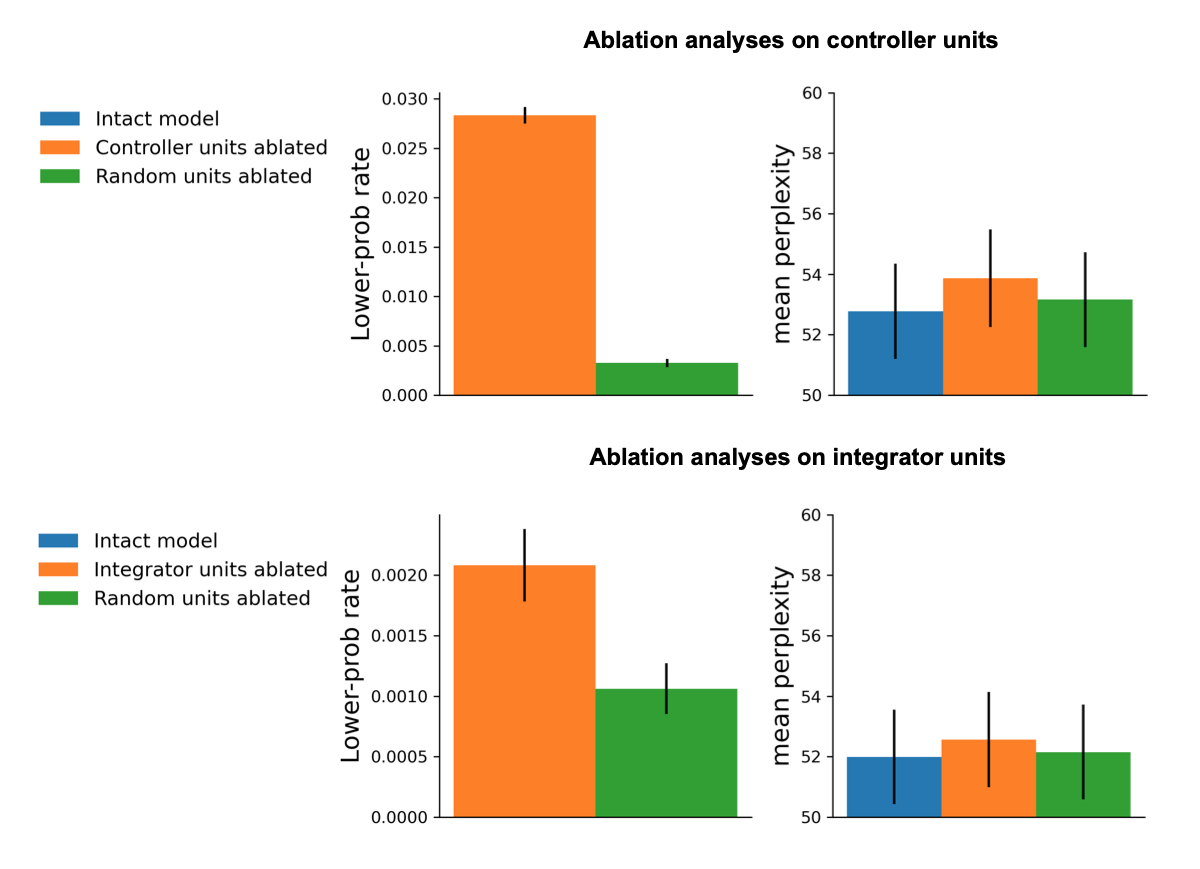 Ablation analyses on controller units
Intact model
Controller units ablated
Random units ablated
Lower-prob rate
0.030
0.025
0.020
0.015
0.010
0.005
0.000
mean perplexity
60
58
56
54
52
50
Ablation analyses on integrator units
Intact model
Integrator units ablated
Random units ablated
Lower-prob rate
0.0020
0.0015
0.0010
0.0005
0.0000
mean perplexity
60
58
56
54
52
50